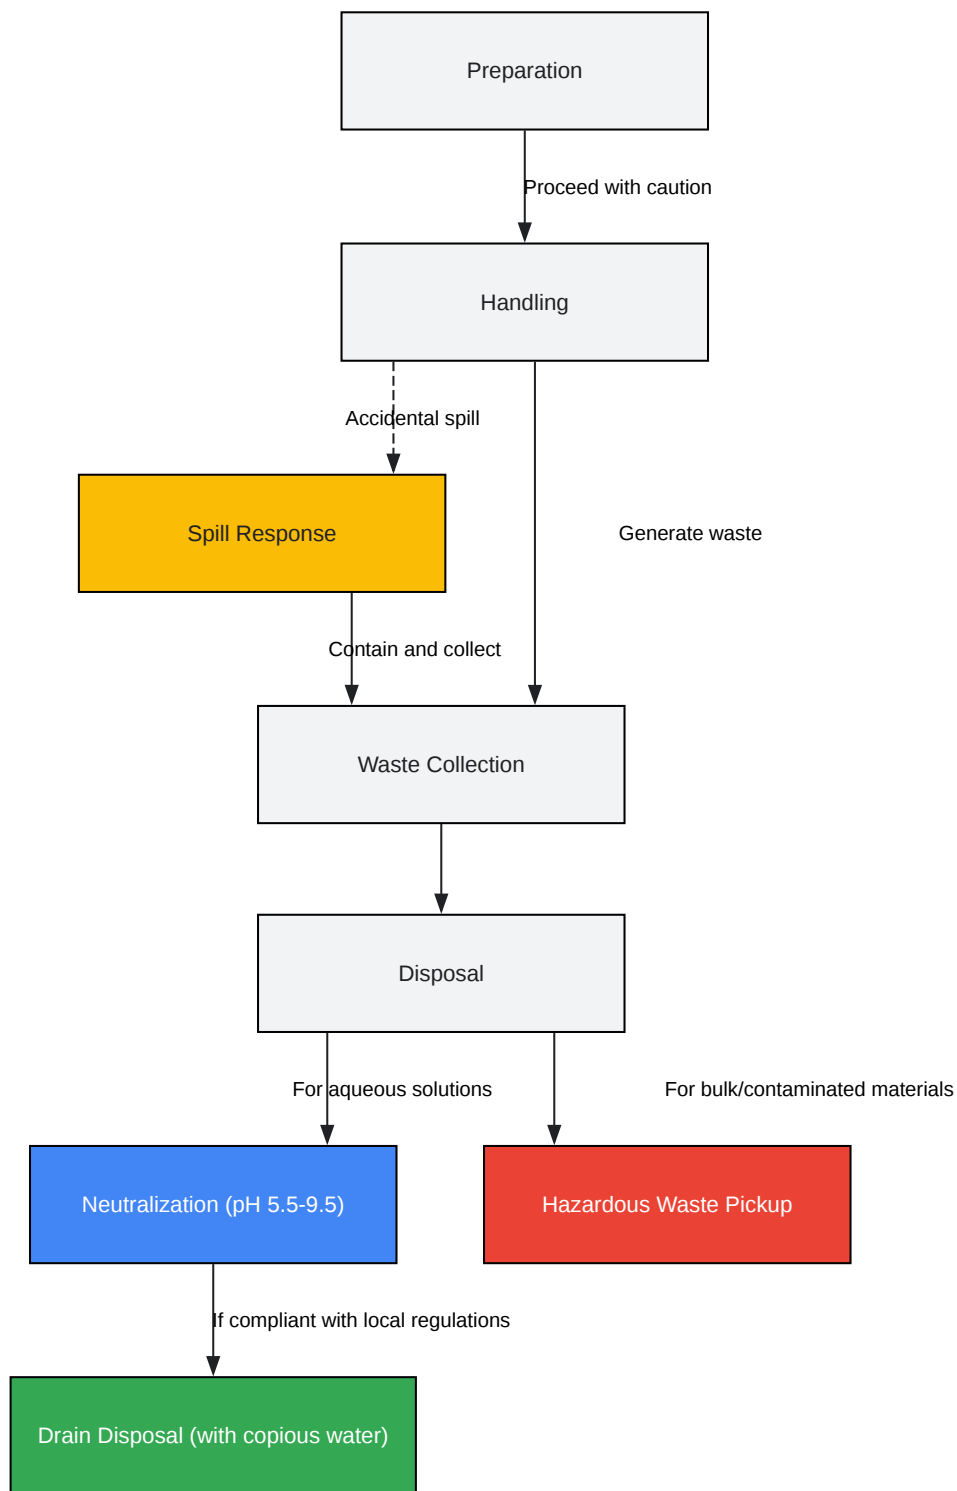 Preparation
Proceed with caution
Handling
Accidental spill
Spill Response
Generate waste
Contain and collect
Waste Collection
Disposal
For aqueous solutions
For bulk/contaminated materials
Neutralization (pH 5.5-9.5)
Hazardous Waste Pickup
If compliant with local regulations
Drain Disposal (with copious water)